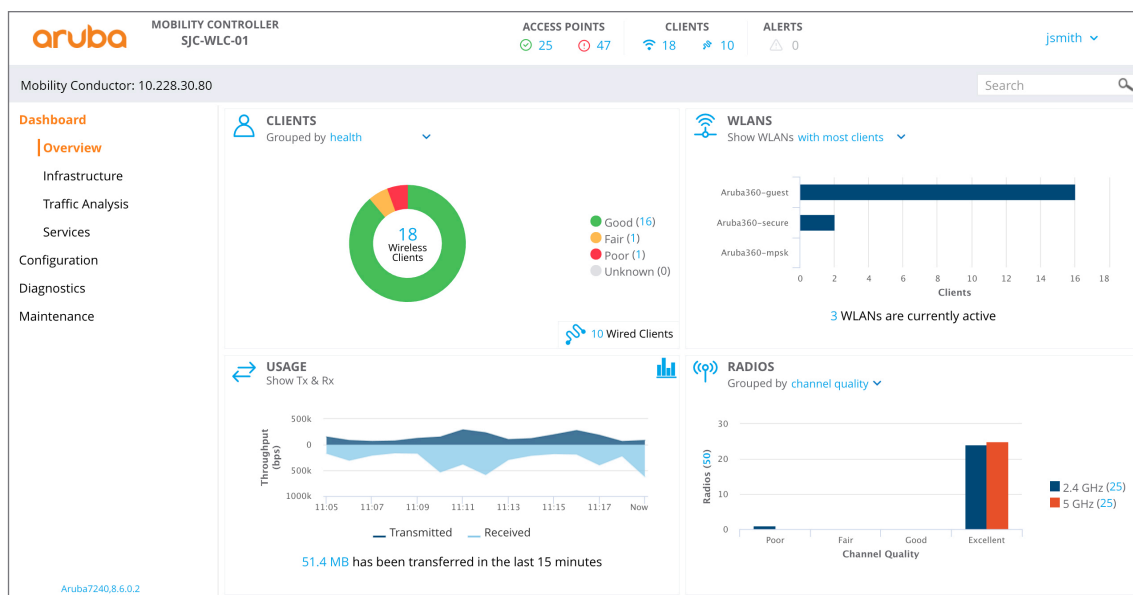 aruba
MOBILITY CONTROLLER
SJC-WLC-01
ACCESS POINTS
25 47
CLIENTS
18 10
ALERTS
0
jsmith
Mobility Conductor: 10.228.30.80
Search
Dashboard
Overview
Infrastructure
Traffic Analysis
Services
Configuration
Diagnostics
Maintenance
Aruba7240,8.6.0.2
CLIENTS
Grouped by health
18
Wireless
Clients
Good (16)
Fair (1)
Poor (1)
Unknown (0)
10 Wired Clients
WLANS
Show WLANs with most clients
Aruba360-guest
Aruba360-secure
Aruba360-mpsk
0 2 4 6 8 10 12 14 16 18
Clients
3 WLANs are currently active
USAGE
Show Tx & Rx
Throughput
(bps)
500k
0
500k
1000k
11:05 11:07 11:09 11:11 11:13 11:15 11:17 Now
Transmitted Received
51.4 MB has been transferred in the last 15 minutes
RADIOS
Grouped by channel quality
Radios (50)
30
20
10
0
Poor Fair Good Excellent
Channel Quality
2.4 GHz (25)
5 GHz (25)